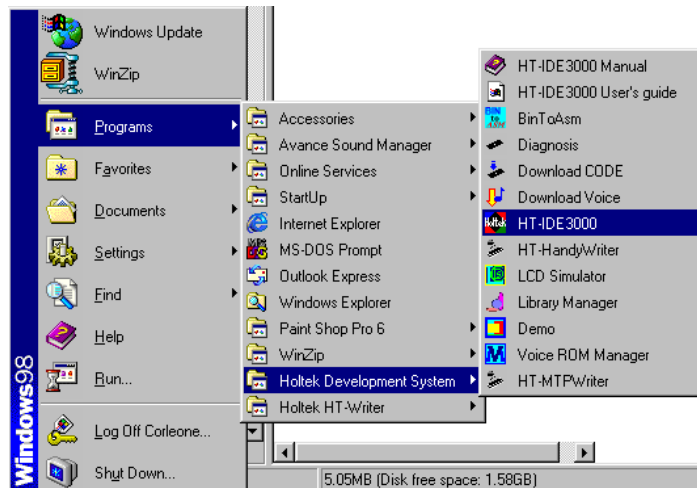 Windows Update
WinZip
Programs
Favorites
Documents
Settings
Find
Help
Run...
Log Off Corleone...
Shut Down...
Windows98
Accessories
Avance Sound Manager
Online Services
StartUp
Internet Explorer
MS-DOS Prompt
Outlook Express
Windows Explorer
Paint Shop Pro 6
WinZip
Holtek Development System
Holtek HT-Writer
HT-IDE3000 Manual
HT-IDE3000 User's guide
BinToAsm
Diagnosis
Download CODE
Download Voice
HT-IDE3000
HT-HandyWriter
LCD Simulator
Library Manager
Demo
Voice ROM Manager
HT-MTPWriter
5.05MB (Disk free space: 1.58GB)